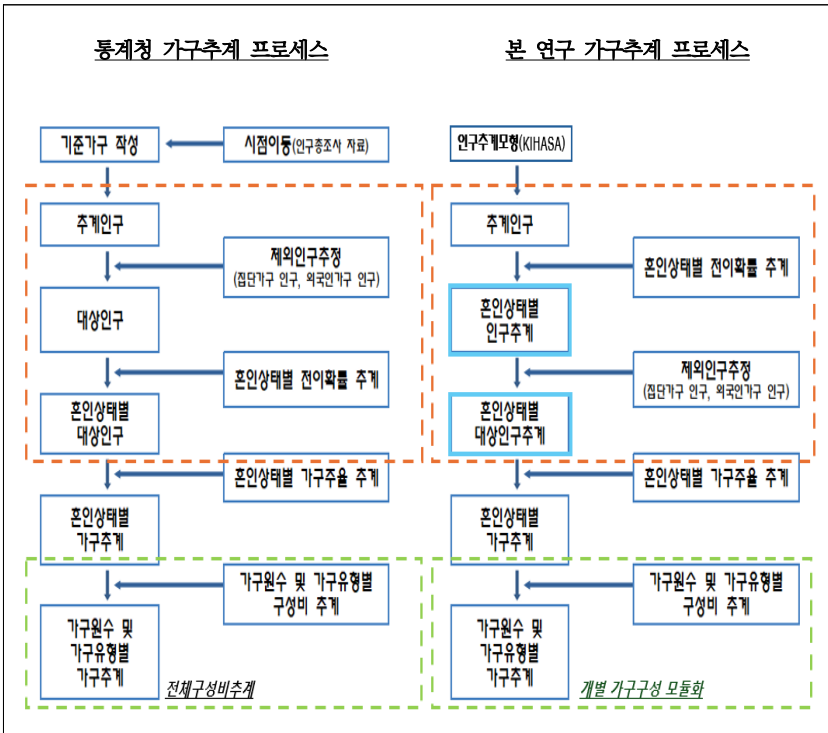 통계청 가구추계 프로세스
기준가구 작성
시점이동(인구총조사 자료)
추계인구
제외인구추정
(집단가구 인구, 외국인가구 인구)
대상인구
혼인상태별 전이확률 추계
혼인상태별
대상인구
혼인상태별 가구주율 추계
혼인상태별
가구추계
가구원수 및 가구유형별
구성비 추계
가구원수 및
가구유형별
가구추계
전체구성비추계
본 연구 가구추계 프로세스
인구추계모형(KIHASA)
추계인구
혼인상태별 전이확률 추계
혼인상태별
인구추계
제외인구추정
(집단가구 인구, 외국인가구 인구)
혼인상태별
대상인구추계
혼인상태별 가구주율 추계
혼인상태별
가구추계
가구원수 및 가구유형별
구성비 추계
가구원수 및
가구유형별
가구추계
개별 가구구성 모듈화